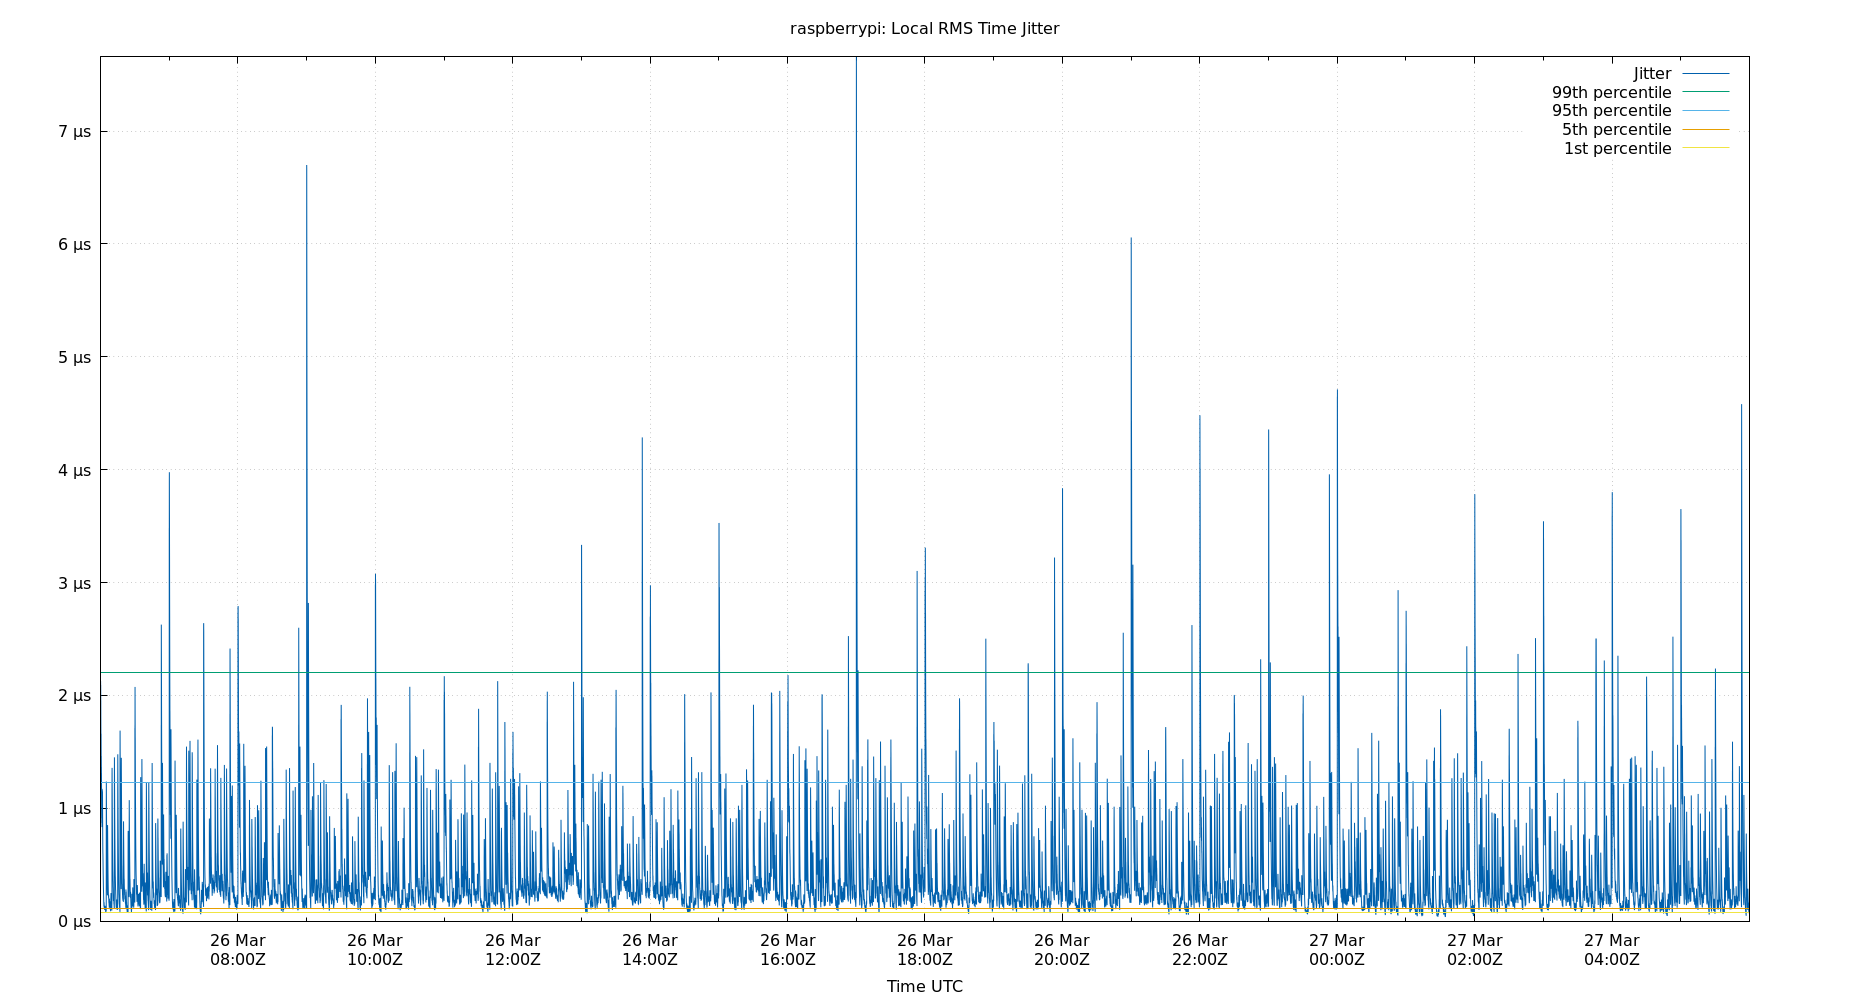 raspberrypi: Local RMS Time Jitter
Jitter
99th percentile
95th percentile
5th percentile
1st percentile
7 µs
6 µs
5 µs
4 µs
3 µs
2 µs
1 µs
0 µs
26 Mar 26 Mar 26 Mar 26 Mar 26 Mar 26 Mar 26 Mar 26 Mar 27 Mar 27 Mar 27 Mar
08:00Z 10:00Z 12:00Z 14:00Z 16:00Z 18:00Z 20:00Z 22:00Z 00:00Z 02:00Z 04:00Z
Time UTC